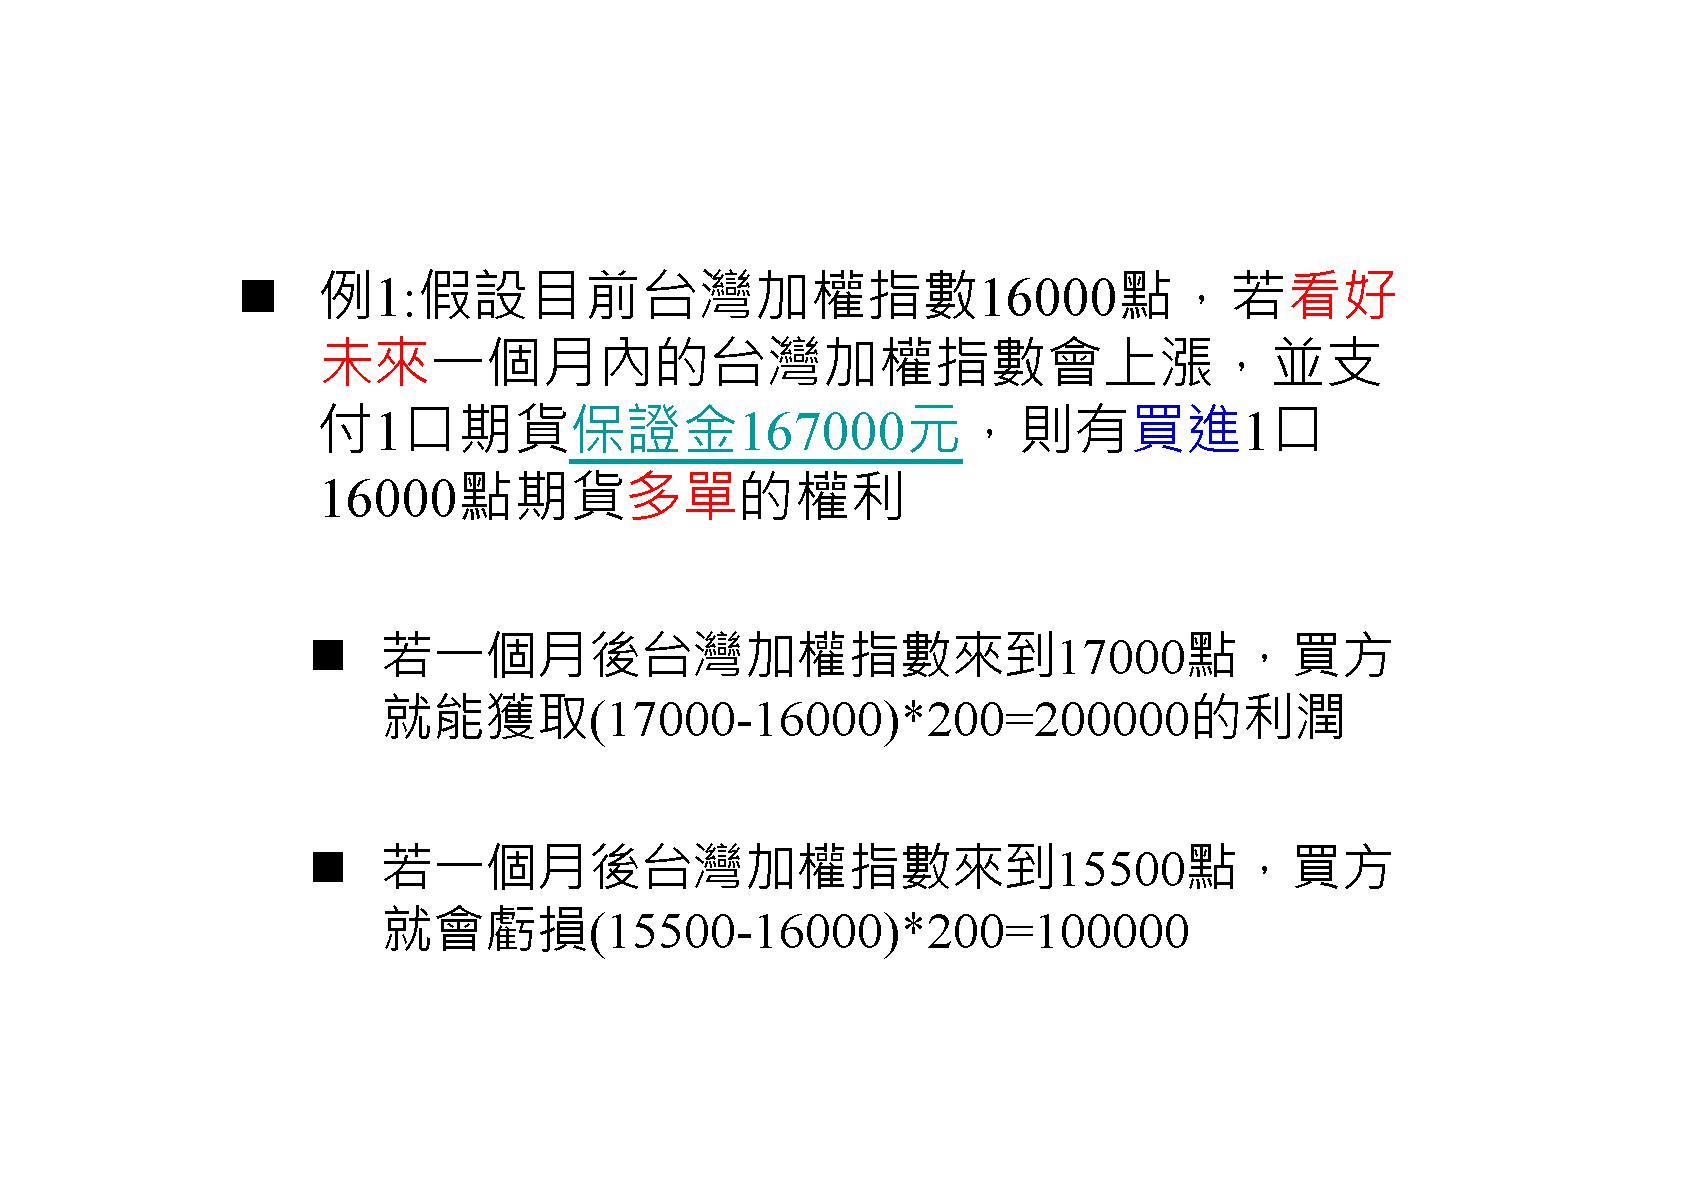 ■ 例1:假設目前台灣加權指數16000點，若看好
未來一個月內的台灣加權指數會上漲，並支
付1口期貨保證金167000元，則有買進1口
16000點期貨多單的權利
■ 若一個月後台灣加權指數來到17000點，買方
就能獲取(17000-16000)*200=200000的利潤
■ 若一個月後台灣加權指數來到15500點，買方
就會虧損(15500-16000)*200=100000